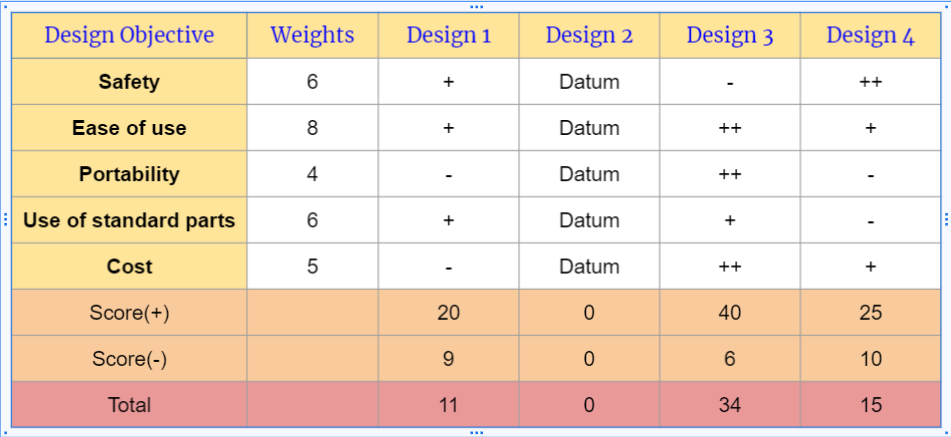 Design Objective Weights Design 1 Design 2 Design 3 Design 4
Safety 6 + Datum - ++
Ease of use 8 + Datum ++ +
Portability 4 - Datum ++ -
Use of standard parts 6 + Datum + -
Cost 5 - Datum ++ +
Score(+) 20 0 40 25
Score(-) 9 0 6 10
Total 11 0 34 15